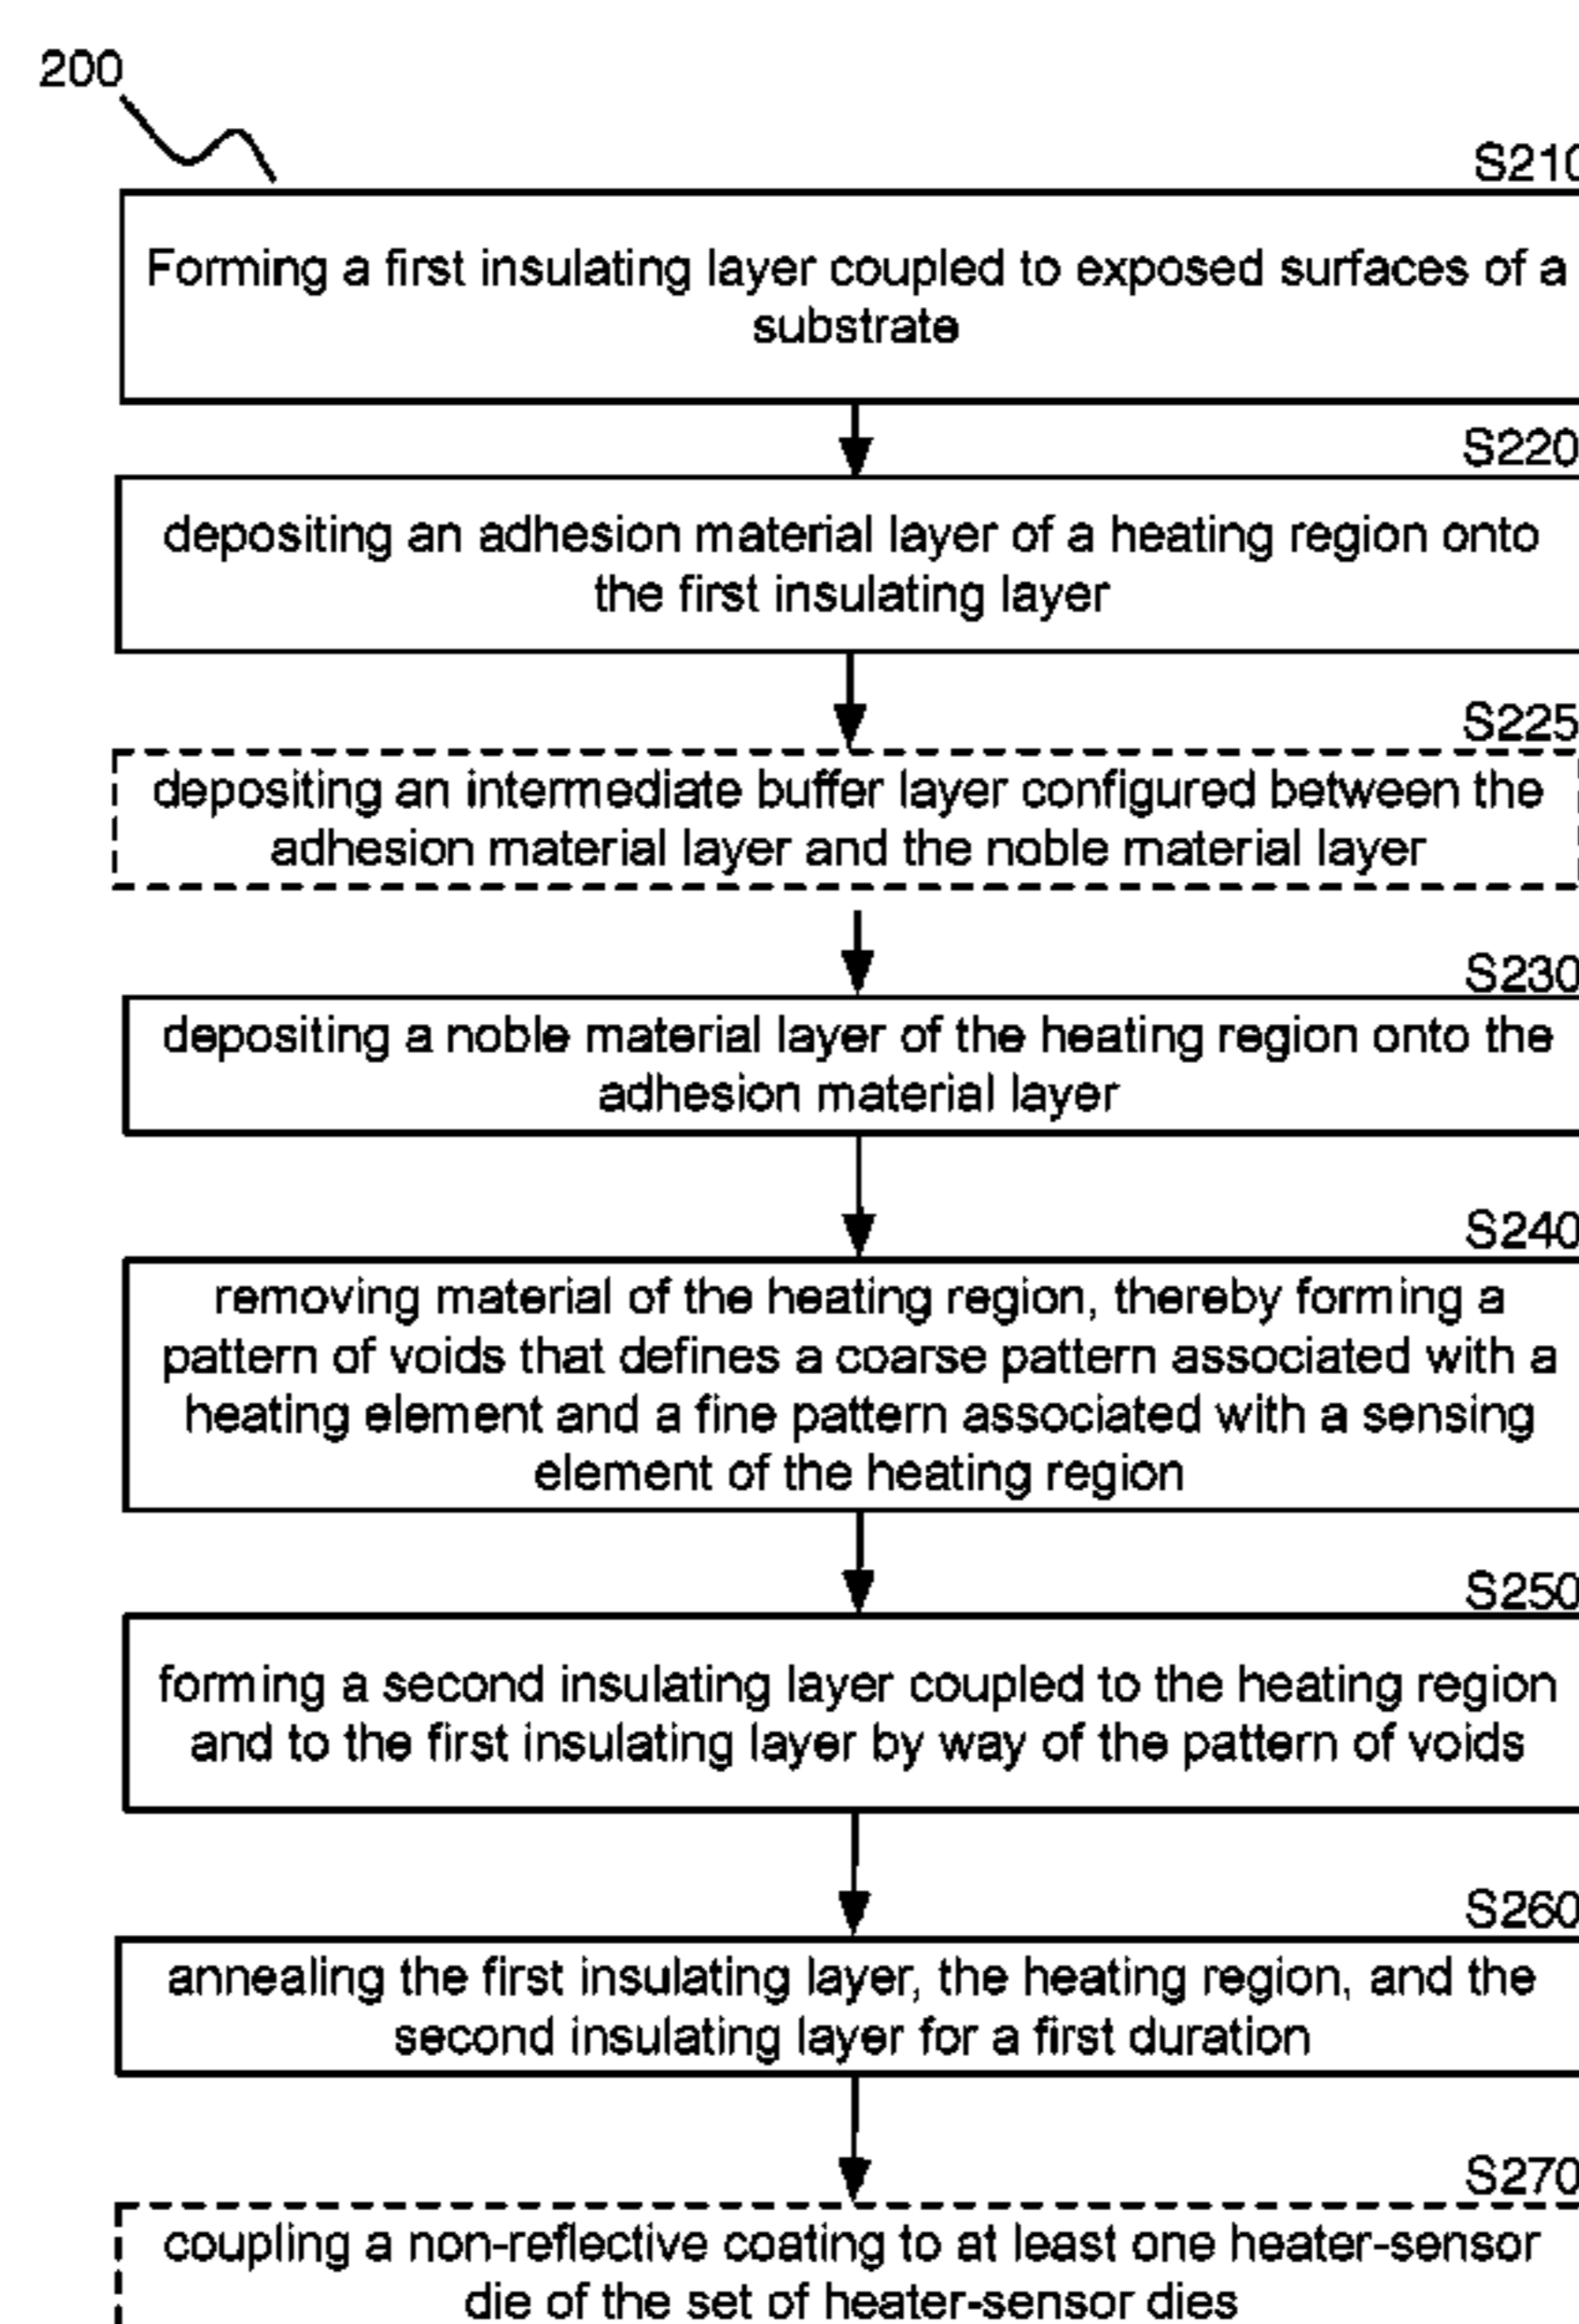 200
S210
Forming a first insulating layer coupled to exposed surfaces of a
substrate
S220
depositing an adhesion material layer of a heating region onto
the first insulating layer
S225
depositing an intermediate buffer layer configured between the
adhesion material layer and the noble material layer
S230
depositing a noble material layer of the heating region onto the
adhesion material layer
S240
removing material of the heating region, thereby forming a
pattern of voids that defines a coarse pattern associated with a
heating element and a fine pattern associated with a sensing
element of the heating region
S250
forming a second insulating layer coupled to the heating region
and to the first insulating layer by way of the pattern of voids
S260
annealing the first insulating layer, the heating region, and the
second insulating layer for a first duration
S270
coupling a non-reflective coating to at least one heater-sensor
die of the set of heater-sensor dies